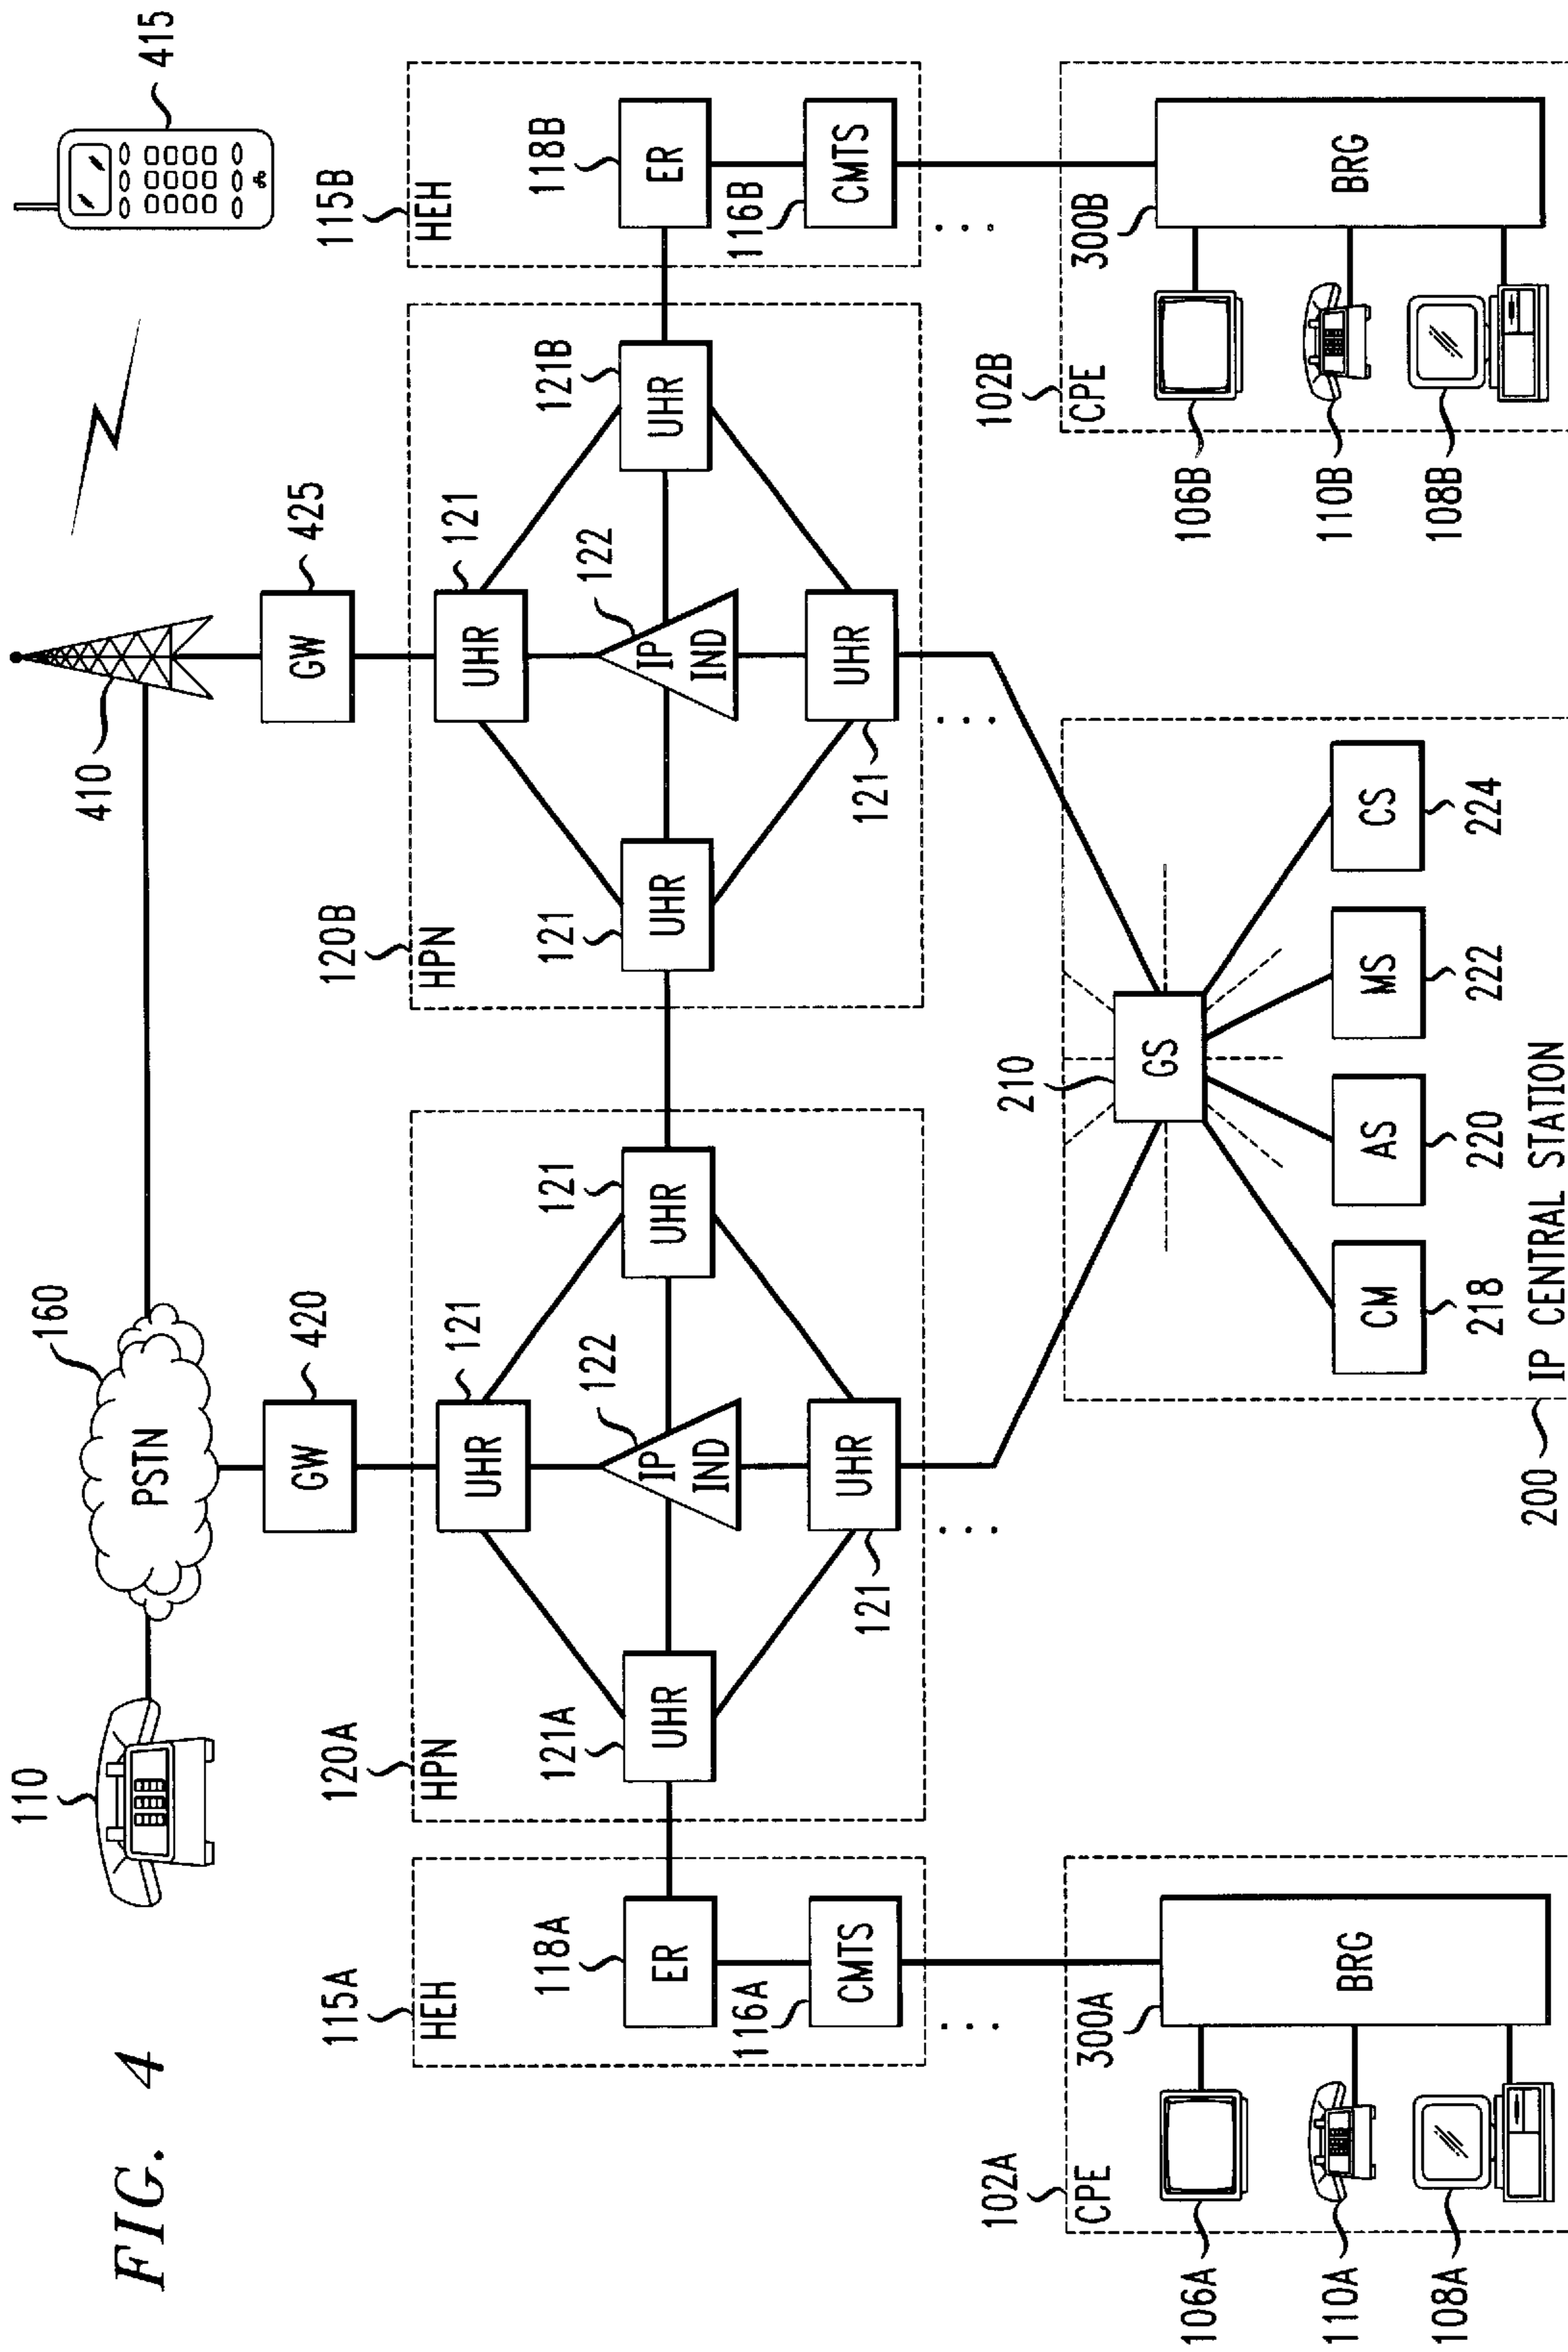 FIG. 4
110
PSTN
160
410
415
GW
420
GW
425
115A
HEH
118A
ER
116A
CMTS
...
120A
HPN
121A
UHR
121
UHR
122
IP
IND
121
UHR
121
UHR
...
120B
HPN
121
UHR
121
UHR
122
IP
IND
121B
UHR
121
UHR
...
115B
HEH
118B
ER
116B
CMTS
...
102A
CPE
300A
BRG
106A
110A
108A
210
GS
CM
218
AS
220
MS
222
CS
224
200
IP CENTRAL STATION
102B
CPE
300B
BRG
106B
110B
108B